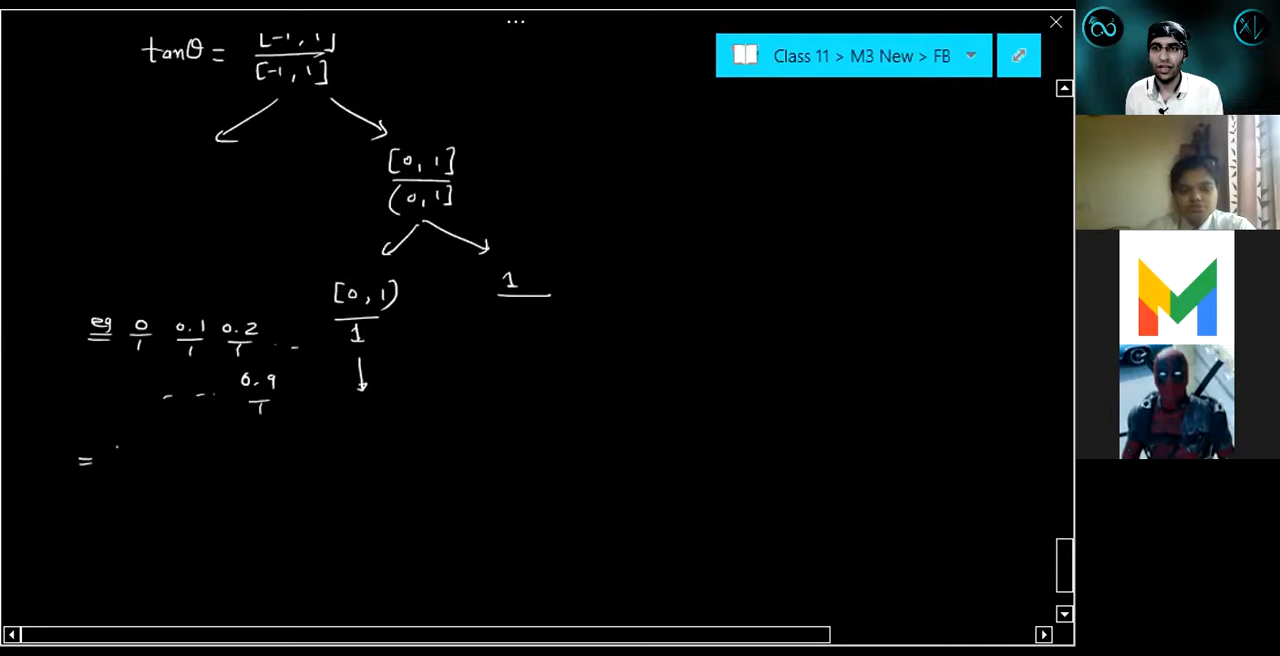 Class 11 > M3 New > FB
tanθ = [-1, 1] / [-1, 1]
[0, 1] / (0, 1]
[0, 1) / 1
1
eg 0/1 0.1/1 0.2/1 . - -
- - . 0.9/1
=